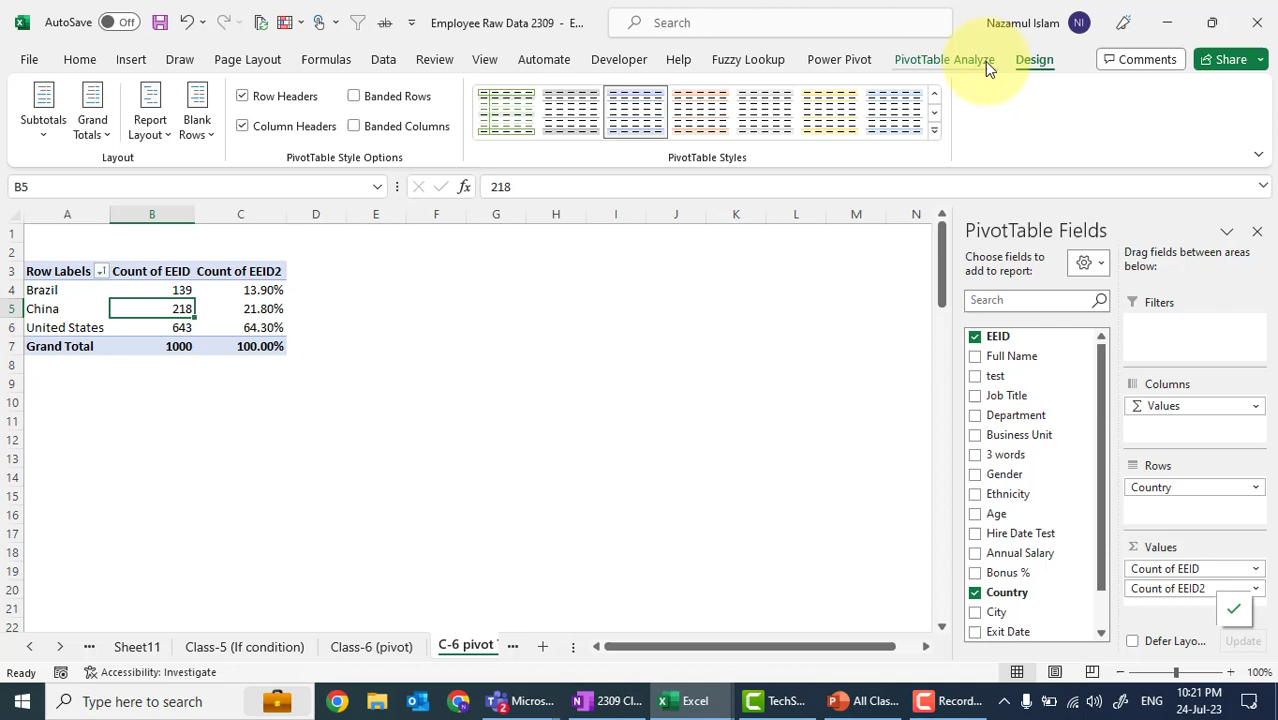 AutoSave Off
Employee Raw Data 2309 - E...
Search
Nazamul Islam NI
File Home Insert Draw Page Layout Formulas Data Review View Automate Developer Help Fuzzy Lookup Power Pivot PivotTable Analyze Design Comments Share
Subtotals
Grand Totals
Report Layout
Blank Rows
Row Headers Banded Rows
Column Headers Banded Columns
Layout PivotTable Style Options PivotTable Styles
B5 fx 218
A B C D E F G H I J K L M N
1
2
3 Row Labels Count of EEID Count of EEID2
4 Brazil 139 13.90%
5 China 218 21.80%
6 United States 643 64.30%
7 Grand Total 1000 100.00%
8
9
10
11
12
13
14
15
16
17
18
19
20
21
22
PivotTable Fields
Choose fields to add to report:
Search
EEID
Full Name
test
Job Title
Department
Business Unit
3 words
Gender
Ethnicity
Age
Hire Date Test
Annual Salary
Bonus %
Country
City
Exit Date
Drag fields between areas below:
Filters
Columns
Σ Values
Rows
Country
Σ Values
Count of EEID
Count of EEID2
Defer Layo... Update
Sheet11 Class-5 (If condition) Class-6 (pivot) C-6 pivot
Ready Accessibility: Investigate 100%
Type here to search
Micros...
2309 Cl...
Excel
TechS...
All Clas...
Record...
ENG
10:21 PM
24-Jul-23